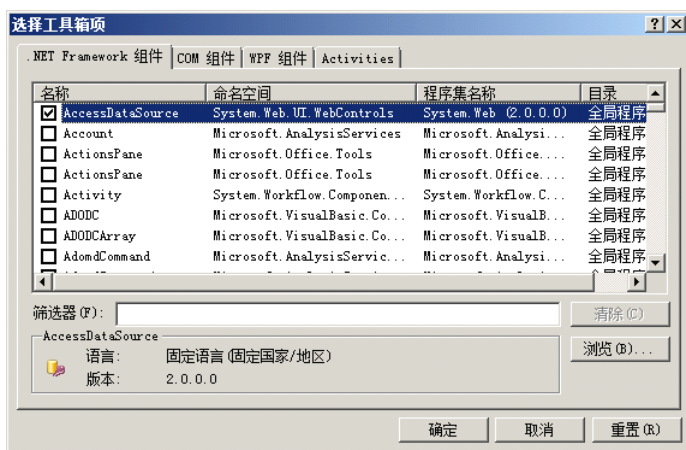 选择工具箱项
.NET Framework 组件 COM 组件 WPF 组件 Activities
名称 命名空间 程序集名称 目录
AccessDataSource System.Web.UI.WebControls System.Web (2.0.0.0) 全局程序
Account Microsoft.AnalysisServices Microsoft.Analysi... 全局程序
ActionsPane Microsoft.Office.Tools Microsoft.Office.... 全局程序
ActionsPane Microsoft.Office.Tools Microsoft.Office.... 全局程序
Activity System.Workflow.Componen... System.Workflow.C... 全局程序
ADODC Microsoft.VisualBasic.Co... Microsoft.VisualB... 全局程序
ADODCArray Microsoft.VisualBasic.Co... Microsoft.VisualB... 全局程序
AdomdCommand Microsoft.AnalysisServic... Microsoft.Analysi... 全局程序
筛选器(F): 清除(C)
AccessDataSource
语言: 固定语言(固定国家/地区) 浏览(B)...
版本: 2.0.0.0
确定 取消 重置(R)